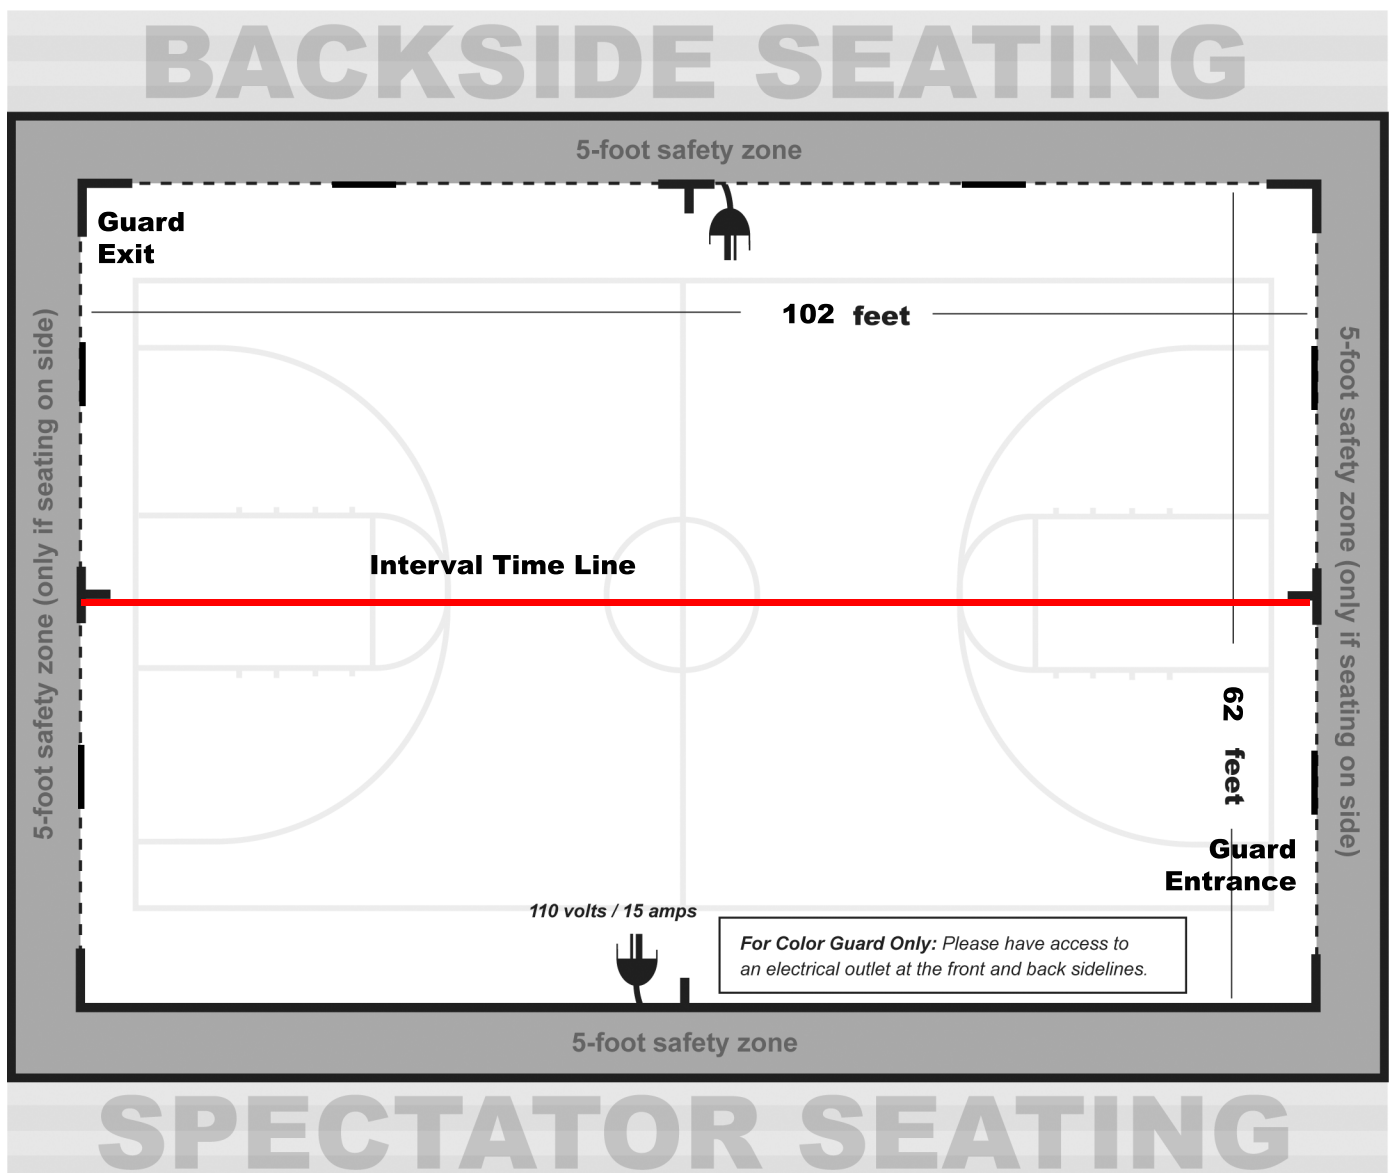 BACKSIDE SEATING
5-foot safety zone
Guard
Exit
102 feet
5-foot safety zone (only if seating on side)
5-foot safety zone (only if seating on side)
Interval Time Line
62 feet
Guard
Entrance
110 volts / 15 amps
For Color Guard Only: Please have access to
an electrical outlet at the front and back sidelines.
5-foot safety zone
SPECTATOR SEATING